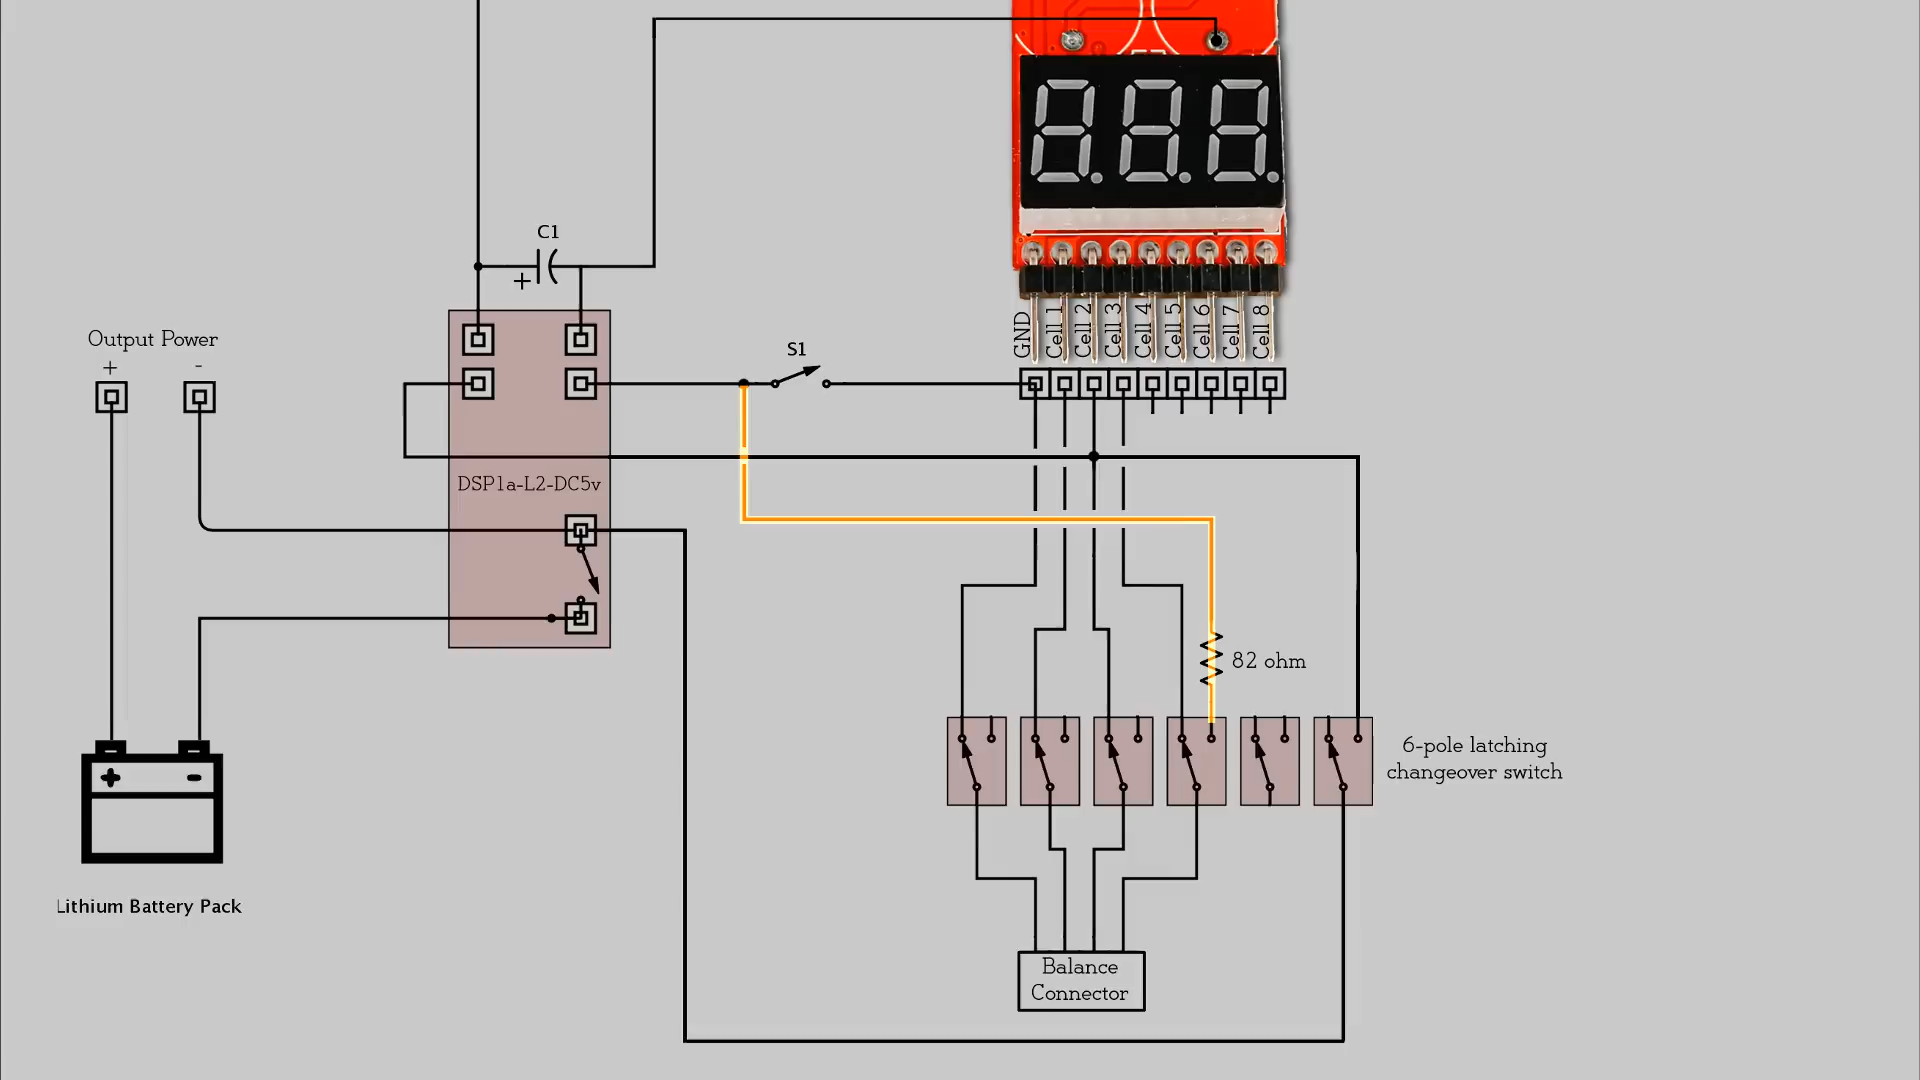 C1
+
Output Power
+ -
S1
GND
Cell 1
Cell 2
Cell 3
Cell 4
Cell 5
Cell 6
Cell 7
Cell 8
DSP1a-L2-DC5v
82 ohm
6-pole latching
changeover switch
+ -
Lithium Battery Pack
Balance
Connector